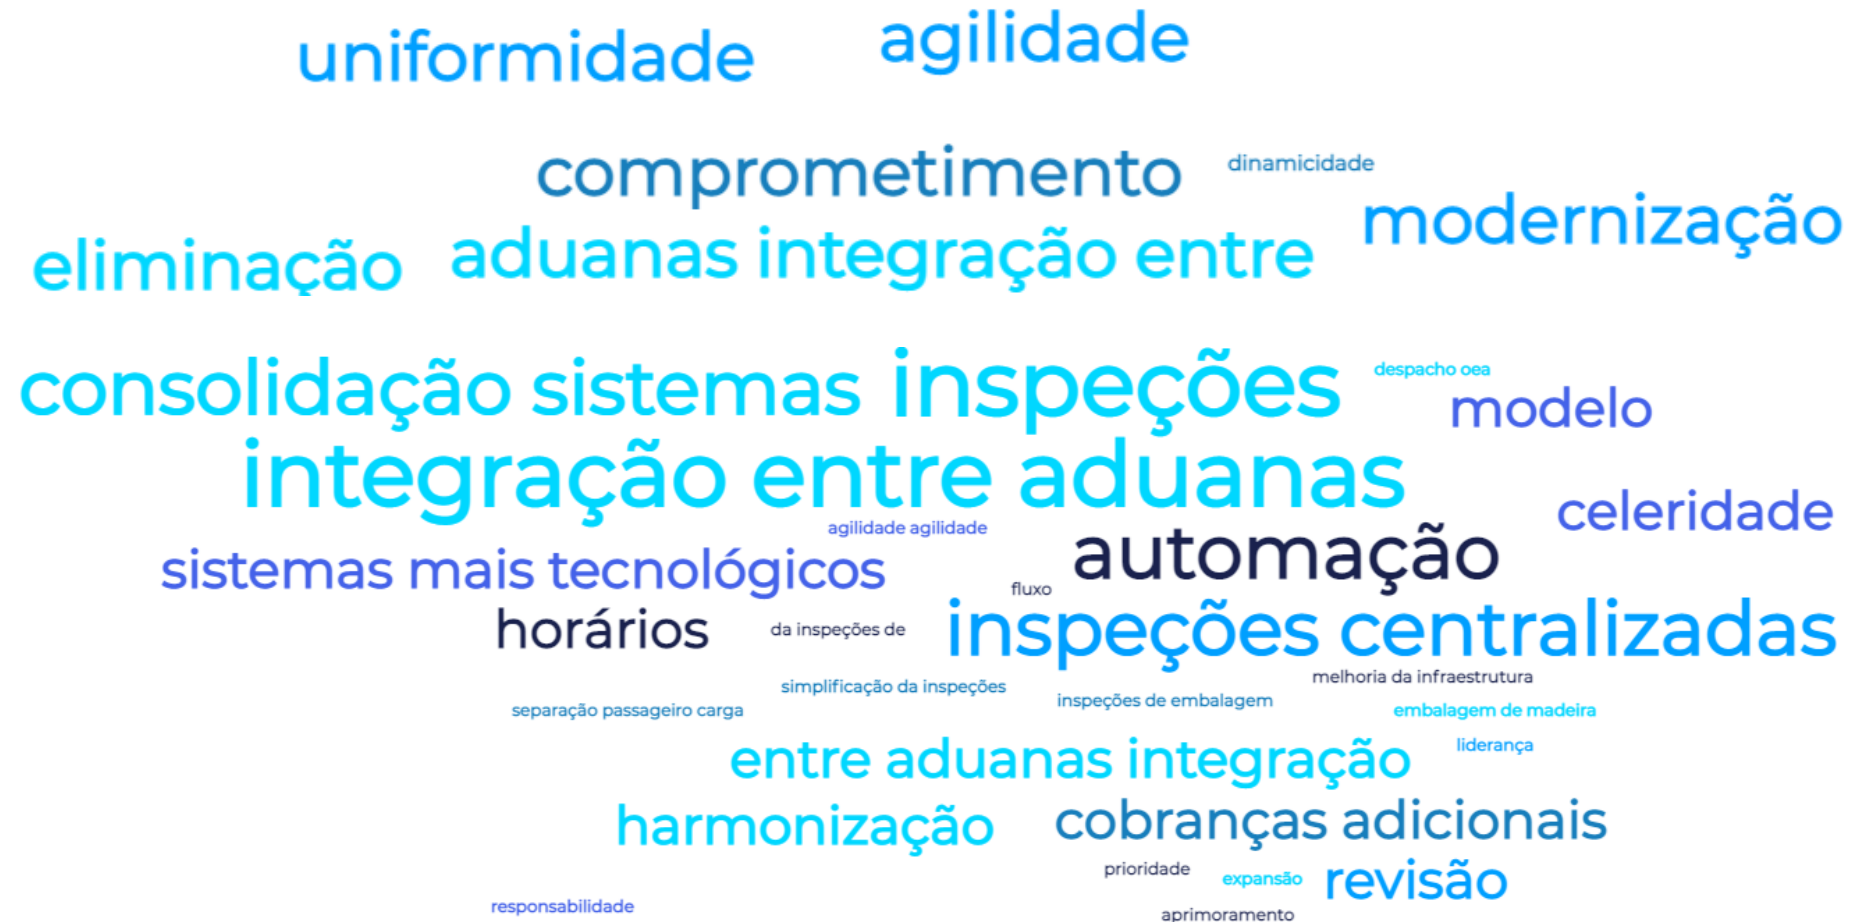 uniformidade
agilidade
comprometimento
dinamicidade
modernização
eliminação
aduanas integração entre
consolidação sistemas
inspeções
despacho oea
modelo
integração entre aduanas
celeridade
agilidade agilidade
automação
sistemas mais tecnológicos
fluxo
horários
da inspeções de
inspeções centralizadas
melhoria da infraestrutura
simplificação da inspeções
inspeções de embalagem
separação passageiro carga
embalagem de madeira
entre aduanas integração
liderança
harmonização
cobranças adicionais
prioridade
expansão
revisão
responsabilidade
aprimoramento